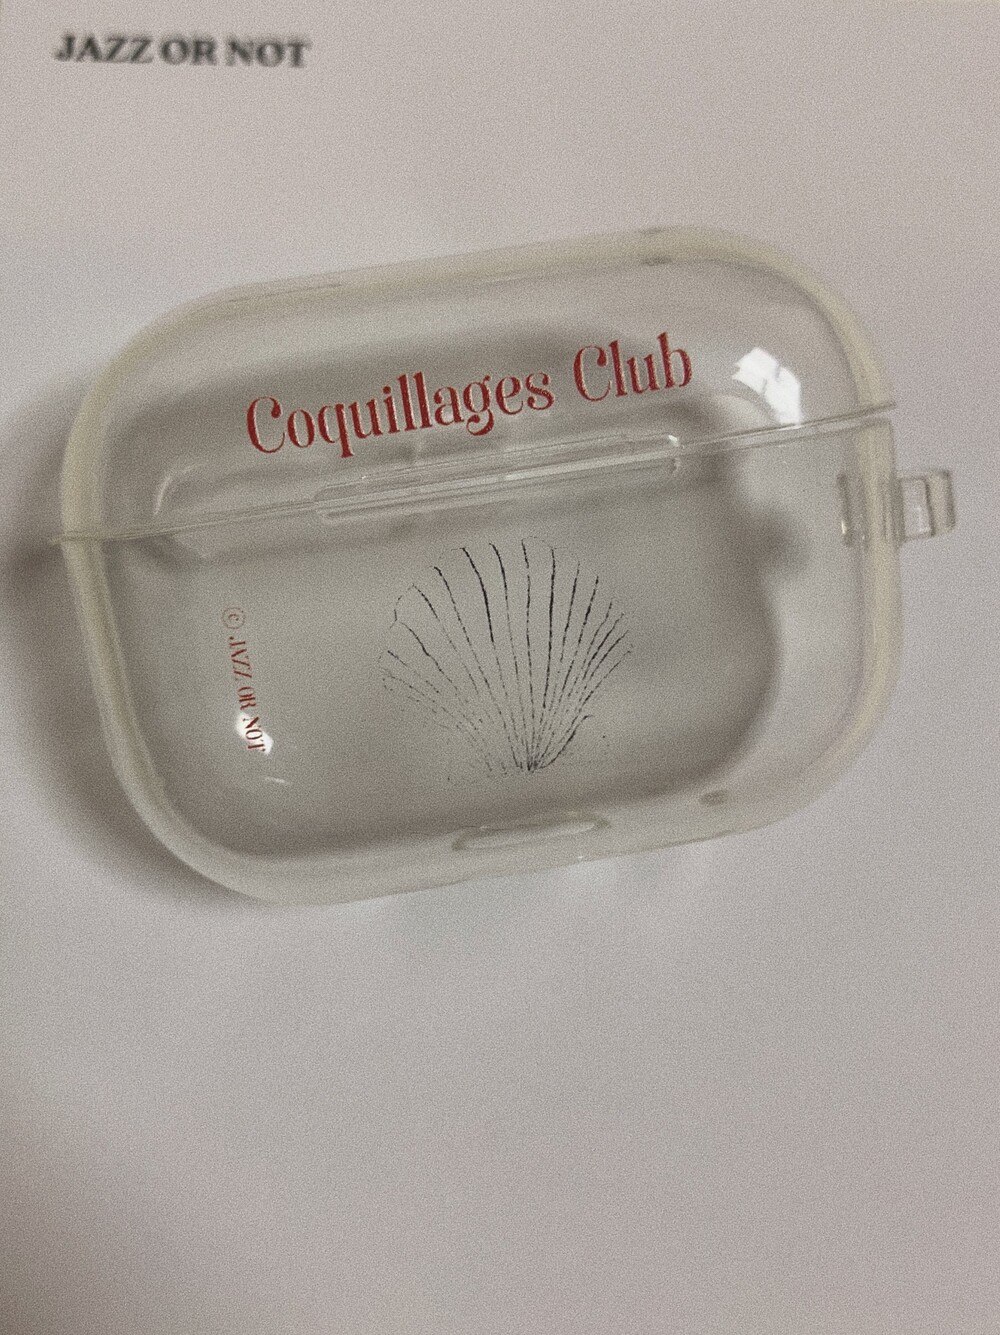 JAZZ OR NOT
Coquillages Club
© JAZZ OR NOT